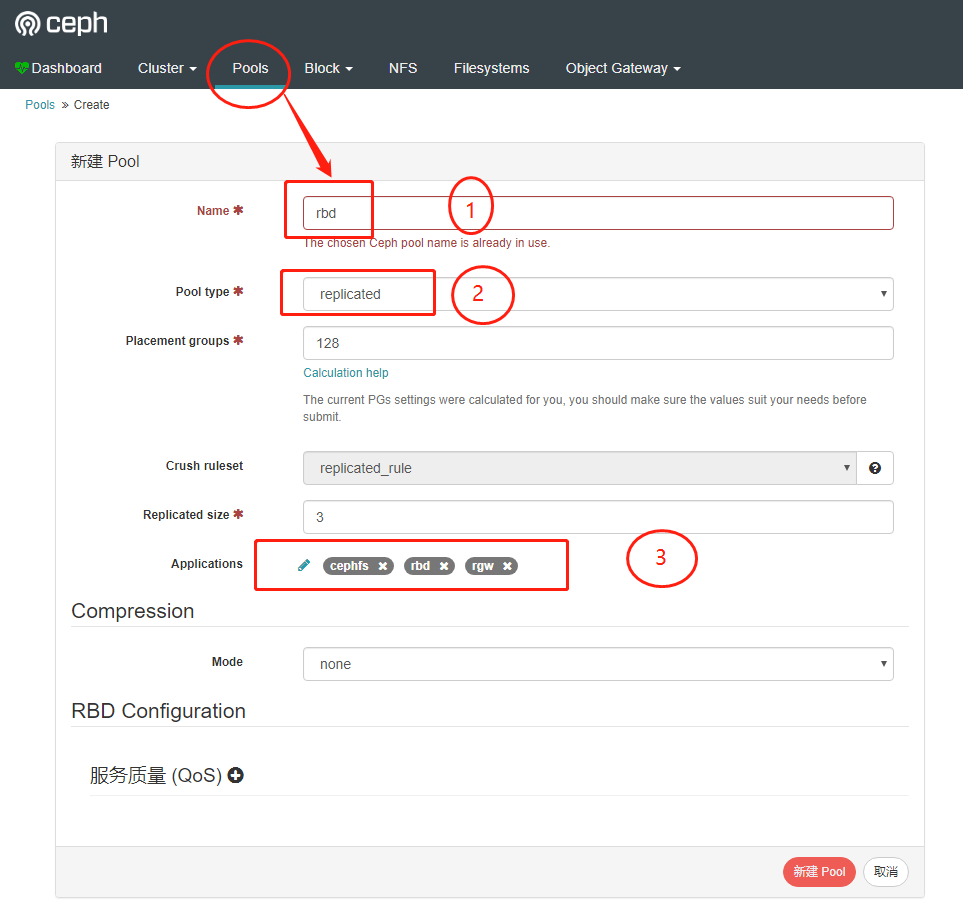 ceph
Dashboard Cluster Pools Block NFS Filesystems Object Gateway
Pools » Create
新建 Pool
Name * rbd 1
The chosen Ceph pool name is already in use.
Pool type * replicated 2
Placement groups * 128
Calculation help
The current PGs settings were calculated for you, you should make sure the values suit your needs before
submit.
Crush ruleset replicated_rule ?
Replicated size * 3
Applications cephfs × rbd × rgw × 3
Compression
Mode none
RBD Configuration
服务质量 (QoS)
新建 Pool 取消